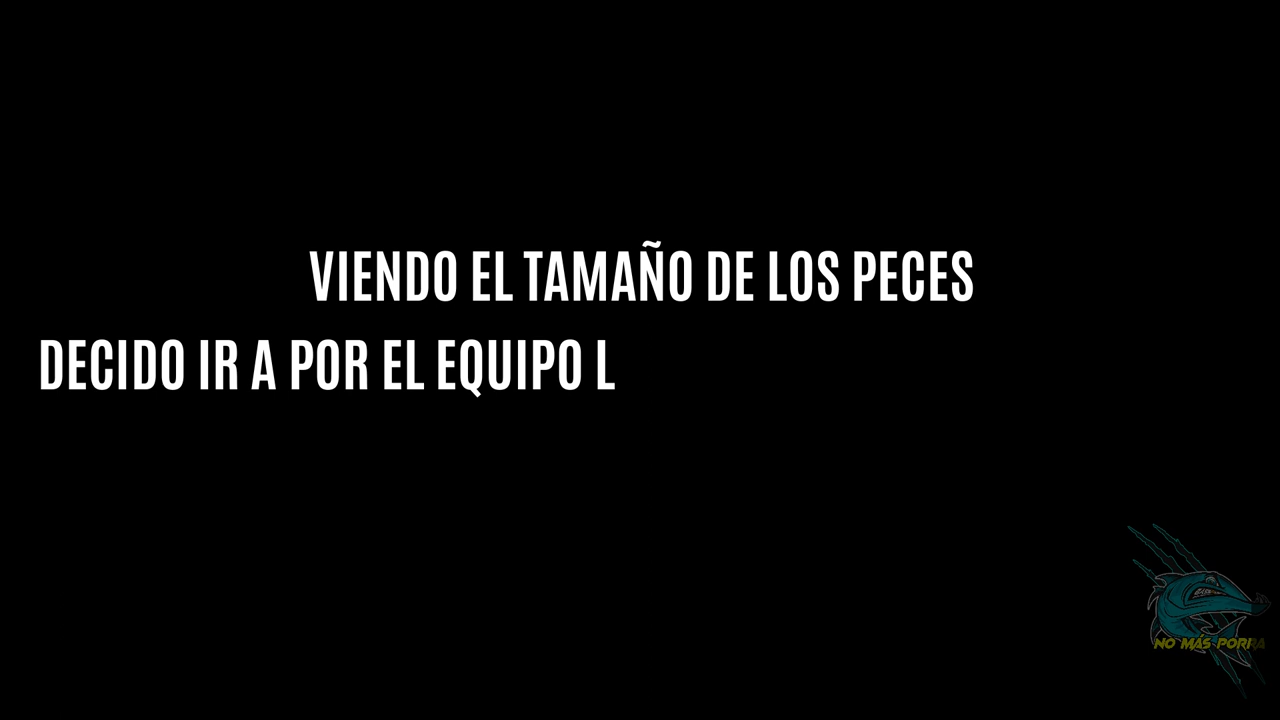 VIENDO EL TAMAÑO DE LOS PECES
DECIDO IR A POR EL EQUIPO L
NO MÁS PORRA